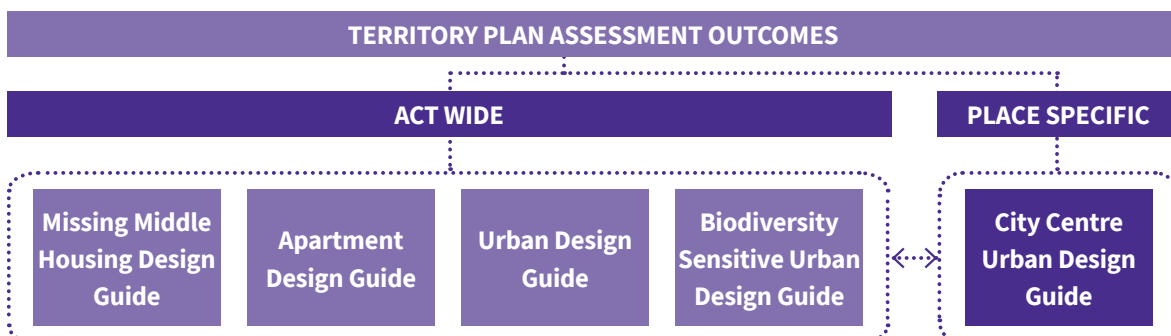 TERRITORY PLAN ASSESSMENT OUTCOMES
ACT WIDE
PLACE SPECIFIC
Missing Middle
Housing Design
Guide
Apartment
Design Guide
Urban Design
Guide
Biodiversity
Sensitive Urban
Design Guide
City Centre
Urban Design
Guide